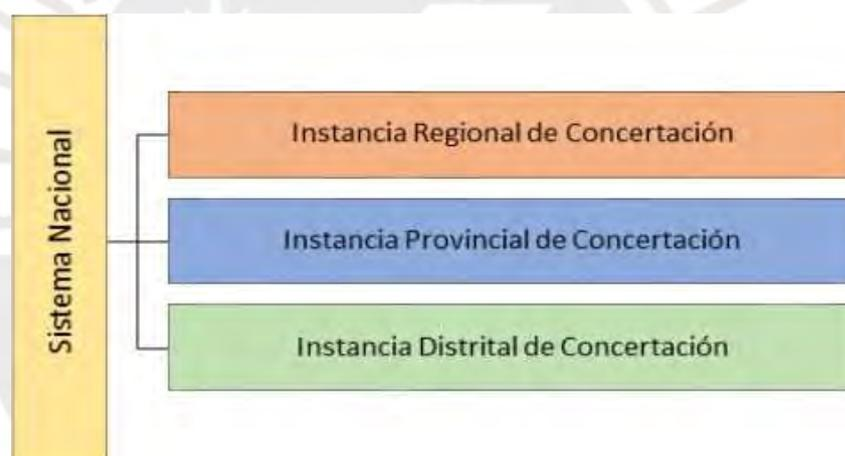 Sistema Nacional
Instancia Regional de Concertación
Instancia Provincial de Concertación
Instancia Distrital de Concertación